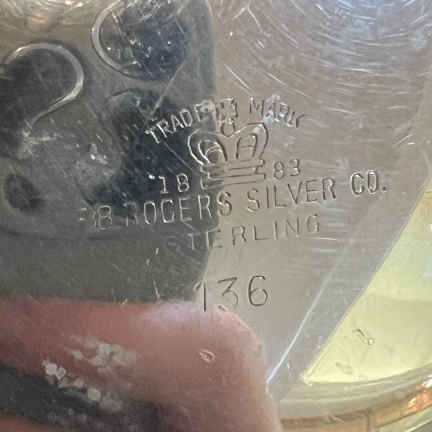 TRADE MARK
18 83
F.B. ROGERS SILVER CO.
STERLING
136